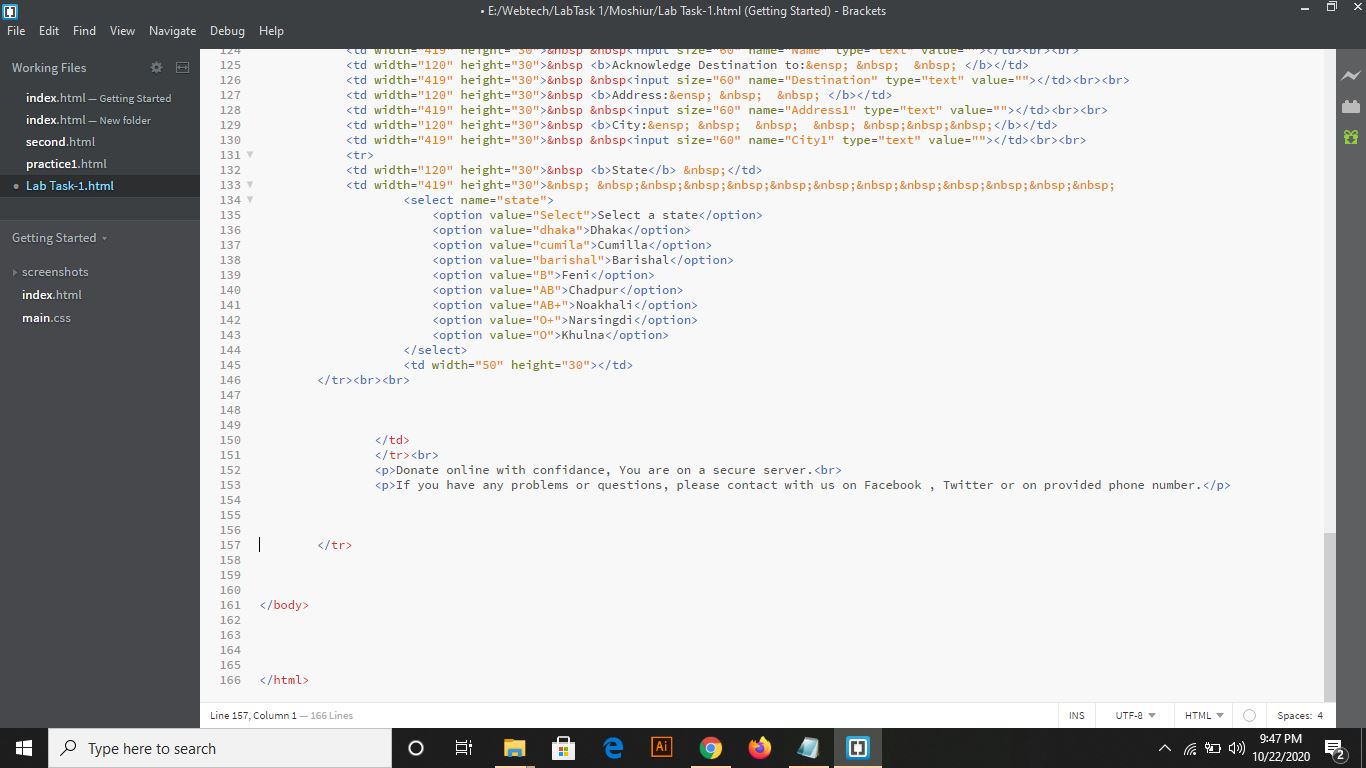 • E:/Webtech/LabTask 1/Moshiur/Lab Task-1.html (Getting Started) - Brackets
File Edit Find View Navigate Debug Help
Working Files
index.html — Getting Started
index.html — New folder
second.html
practice1.html
• Lab Task-1.html
Getting Started
screenshots
index.html
main.css
124 <td width="419" height="30">&nbsp &nbsp<input size="60" name="Name" type="text" value=""></td><br><br>
125 <td width="120" height="30">&nbsp <b>Acknowledge Destination to:&ensp; &nbsp;  &nbsp; </b></td>
126 <td width="419" height="30">&nbsp &nbsp<input size="60" name="Destination" type="text" value=""></td><br><br>
127 <td width="120" height="30">&nbsp <b>Address:&ensp; &nbsp;  &nbsp; </b></td>
128 <td width="419" height="30">&nbsp &nbsp<input size="60" name="Address1" type="text" value=""></td><br><br>
129 <td width="120" height="30">&nbsp <b>City:&ensp; &nbsp;  &nbsp;  &nbsp; &nbsp;&nbsp;&nbsp;</b></td>
130 <td width="419" height="30">&nbsp &nbsp<input size="60" name="City1" type="text" value=""></td><br><br>
131 <tr>
132 <td width="120" height="30">&nbsp <b>State</b> &nbsp;</td>
133 <td width="419" height="30">&nbsp; &nbsp;&nbsp;&nbsp;&nbsp;&nbsp;&nbsp;&nbsp;&nbsp;&nbsp;&nbsp;&nbsp;&nbsp;
134 <select name="state">
135 <option value="Select">Select a state</option>
136 <option value="dhaka">Dhaka</option>
137 <option value="cumila">Cumilla</option>
138 <option value="barishal">Barishal</option>
139 <option value="B">Feni</option>
140 <option value="AB">Chadpur</option>
141 <option value="AB+">Noakhali</option>
142 <option value="O+">Narsingdi</option>
143 <option value="O">Khulna</option>
144 </select>
145 <td width="50" height="30"></td>
146 </tr><br><br>
147
148
149
150 </td>
151 </tr><br>
152 <p>Donate online with confidance, You are on a secure server.<br>
153 <p>If you have any problems or questions, please contact with us on Facebook , Twitter or on provided phone number.</p>
154
155
156
157 </tr>
158
159
160
161 </body>
162
163
164
165
166 </html>
Line 157, Column 1 — 166 Lines
INS UTF-8 HTML Spaces: 4
Type here to search
Ai
9:47 PM
10/22/2020
2